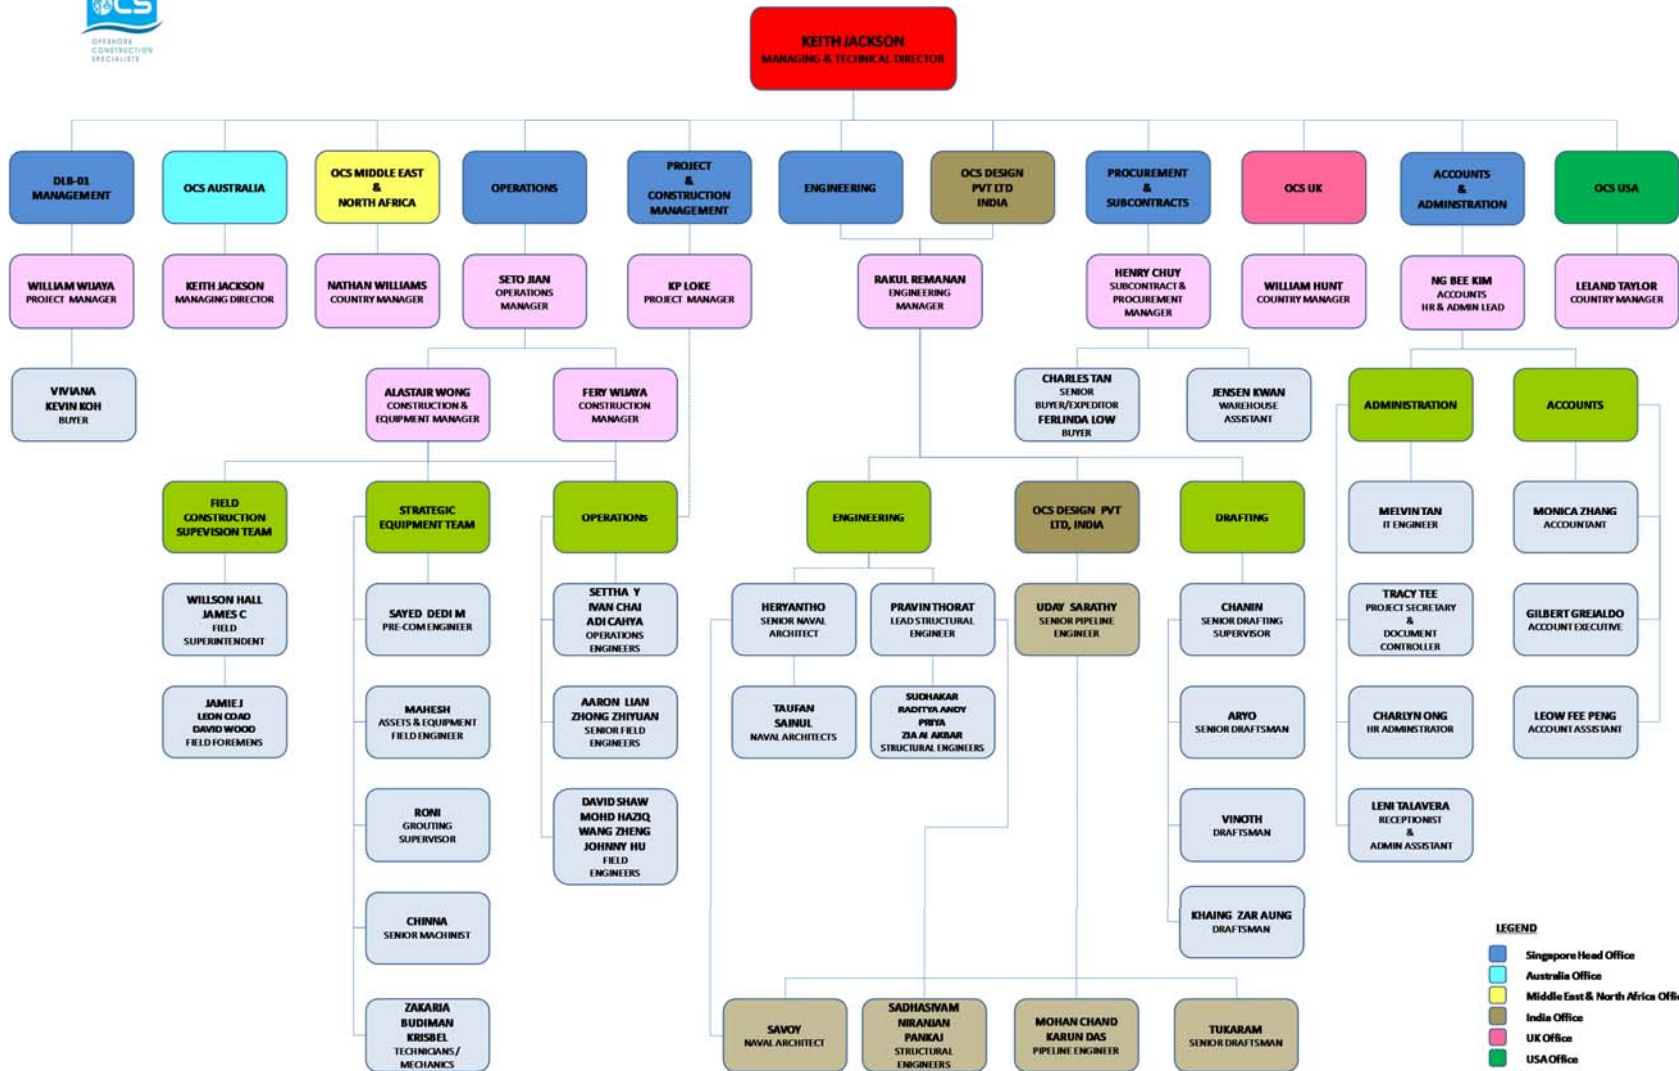 OCS
OFFSHORE
CONSTRUCTION
SPECIALISTS
KEITH JACKSON
MANAGING & TECHNICAL DIRECTOR
DLB-01
MANAGEMENT
OCS AUSTRALIA
OCS MIDDLE EAST
&
NORTH AFRICA
OPERATIONS
PROJECT
&
CONSTRUCTION
MANAGEMENT
ENGINEERING
OCS DESIGN
PVT LTD
INDIA
PROCUREMENT
&
SUBCONTRACTS
OCS UK
ACCOUNTS
&
ADMINSTRATION
OCS USA
WILLIAM WIJAYA
PROJECT MANAGER
KEITH JACKSON
MANAGING DIRECTOR
NATHAN WILLIAMS
COUNTRY MANAGER
SETO JIAN
OPERATIONS
MANAGER
KP LOKE
PROJECT MANAGER
RAKUL REMANAN
ENGINEERING
MANAGER
HENRY CHUY
SUBCONTRACT &
PROCUREMENT
MANAGER
WILLIAM HUNT
COUNTRY MANAGER
NG BEE KIM
ACCOUNTS
HR & ADMIN LEAD
LELAND TAYLOR
COUNTRY MANAGER
VIVIANA
KEVIN KOH
BUYER
ALASTAIR WONG
CONSTRUCTION &
EQUIPMENT MANAGER
FERY WIJAYA
CONSTRUCTION
MANAGER
CHARLES TAN
SENIOR
BUYER/EXPEDITOR
FERLINDA LOW
BUYER
JENSEN KWAN
WAREHOUSE
ASSISTANT
ADMINISTRATION
ACCOUNTS
FIELD
CONSTRUCTION
SUPEVISION TEAM
STRATEGIC
EQUIPMENT TEAM
OPERATIONs
ENGINEERING
OCS DESIGN PVT
LTD, INDIA
DRAFTING
MELVIN TAN
IT ENGINEER
MONICA ZHANG
ACCOUNTANT
WILLSON HALL
JAMES C
FIELD
SUPERINTENDENT
SAYED DEDI M
PRE-COM ENGINEER
SETTHA Y
IVAN CHAI
ADI CAHYA
OPERATIONS
ENGINEERS
HERYANTHO
SENIOR NAVAL
ARCHITECT
PRAVIN THORAT
LEAD STRUCTURAL
ENGINEER
UDAY SARATHY
SENIOR PIPELINE
ENGINEER
CHANIN
SENIOR DRAFTING
SUPERVISOR
TRACY TEE
PROJECT SECRETARY
&
DOCUMENT
CONTROLLER
GILBERT GREJALDO
ACCOUNT EXECUTIVE
JAMIE J
LEON COAD
DAVID WOOD
FIELD FOREMENS
MAHESH
ASSETS & EQUIPMENT
FIELD ENGINEER
AARON LIAN
ZHONG ZHIYUAN
SENIOR FIELD
ENGINEERS
TAUFAN
SAINUL
NAVAL ARCHITECTS
SUDHAKAR
RADITYA ANDY
PRIYA
ZIA AI AKBAR
STRUCTURAL ENGINEERS
ARYO
SENIOR DRAFTSMAN
CHARLYN ONG
HR ADMINSTRATOR
LEOW FEE PENG
ACCOUNT ASSISTANT
RONI
GROUTING
SUPERVISOR
DAVID SHAW
MOHD HAZIQ
WANG ZHENG
JOHNNY HU
FIELD
ENGINEERS
VINOTH
DRAFTSMAN
LENI TALAVERA
RECEPTIONIST
&
ADMIN ASSISTANT
CHINNA
SENIOR MACHINIST
KHAING ZAR AUNG
DRAFTSMAN
ZAKARIA
BUDIMAN
KRISBEL
TECHNICIANS/
MECHANICS
SAVOY
NAVAL ARCHITECT
SADHASIVAM
NIRANJAN
PANKAJ
STRUCTURAL
ENIGINEERS
MOHAN CHAND
KARUN DAS
PIPELINE ENGINEER
TUKARAM
SENIOR DRAFTSMAN
LEGEND
Singapore Head Office
Australia Office
Middle East & North Africa Offi
India Office
UK Office
USA Office